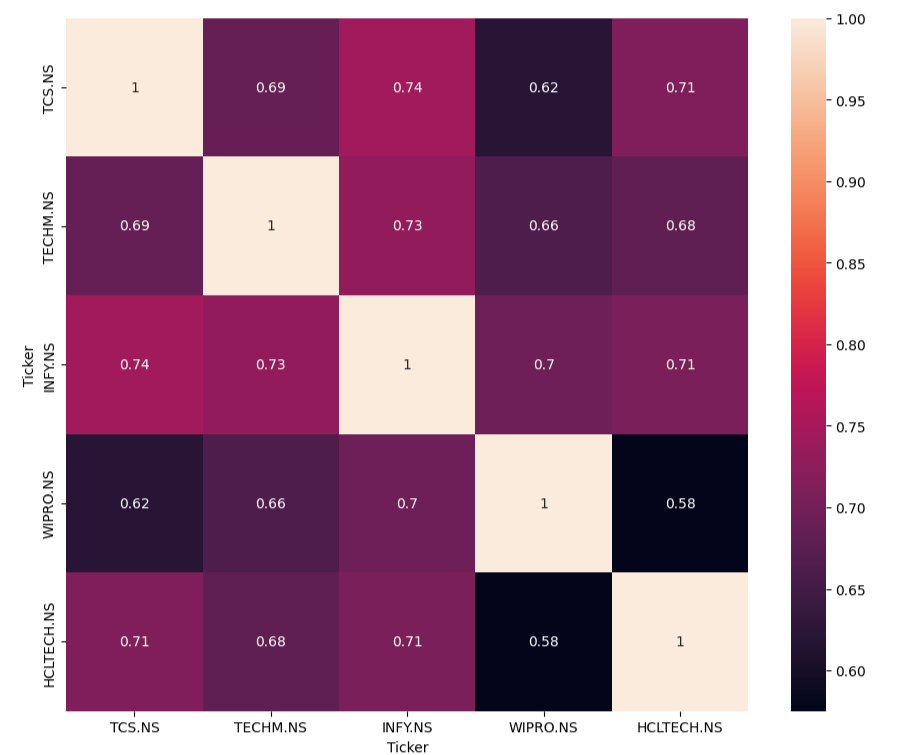 TCS.NS 1 0.69 0.74 0.62 0.71
TECHM.NS 0.69 1 0.73 0.66 0.68
INFY.NS 0.74 0.73 1 0.7 0.71
WIPRO.NS 0.62 0.66 0.7 1 0.58
HCLTECH.NS 0.71 0.68 0.71 0.58 1
Ticker
TCS.NS TECHM.NS INFY.NS WIPRO.NS HCLTECH.NS
Ticker
1.00
0.95
0.90
0.85
0.80
0.75
0.70
0.65
0.60